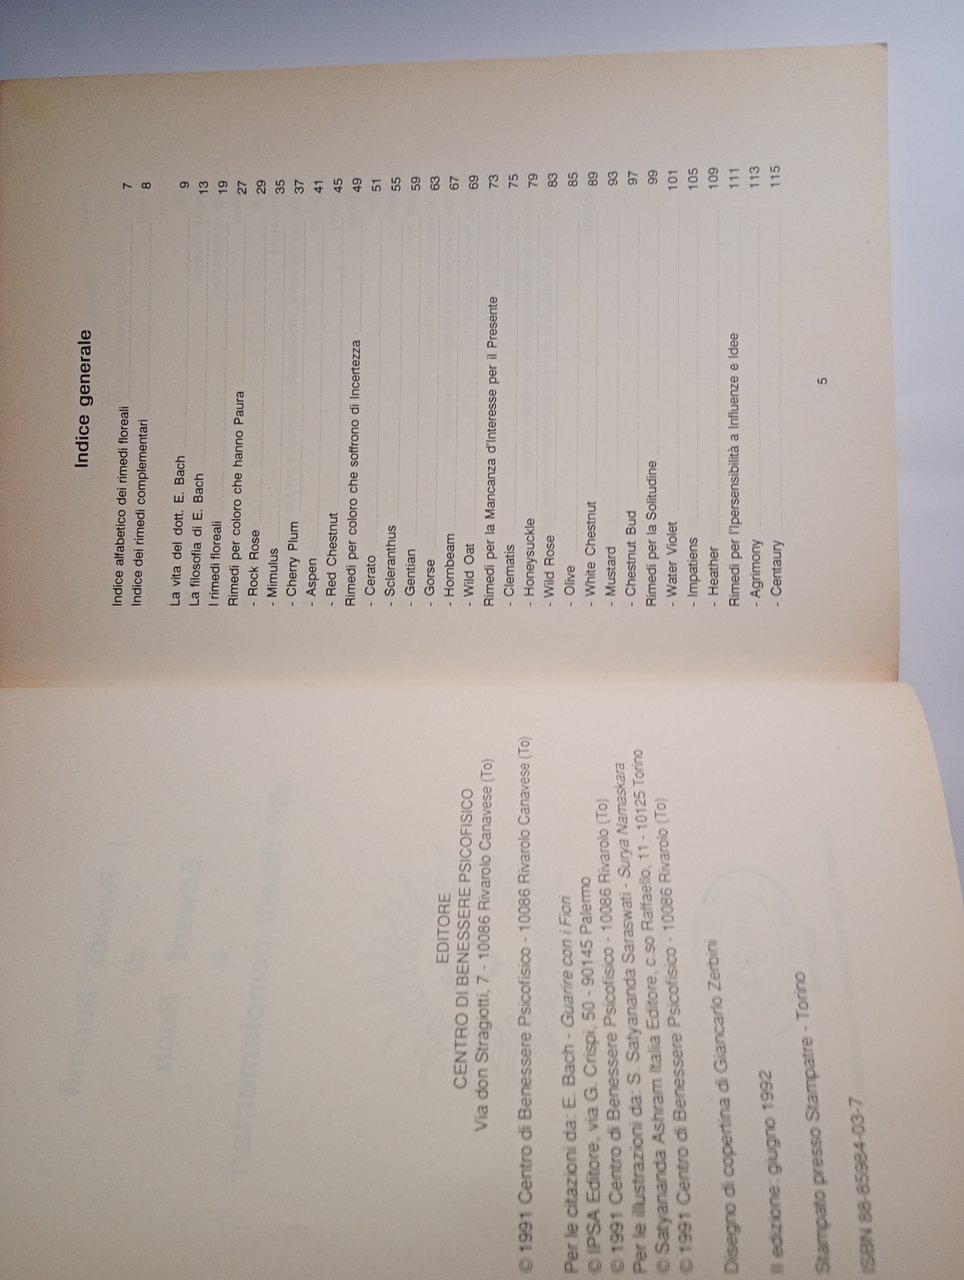 EDITORE
CENTRO DI BENESSERE PSICOFISICO
Via don Stragiotti, 7 - 10086 Rivarolo Canavese (To)
© 1991 Centro di Benessere Psicofisico - 10086 Rivarolo Canavese (To)
Per le citazioni da: E. Bach - Guarire con i Fiori
© IPSA Editore, via G. Crispi, 50 - 90145 Palermo
© 1991 Centro di Benessere Psicofisico - 10086 Rivarolo (To)
Per le illustrazioni da: S. Satyananda Saraswati - Surya Namaskara
© Satyananda Ashram Italia Editore, c.so Raffaello, 11 - 10125 Torino
© 1991 Centro di Benessere Psicofisico - 10086 Rivarolo (To)
Disegno di copertina di Giancarlo Zerbini
II edizione: giugno 1992
Stampato presso Stampatre - Torino
ISBN 88-85984-03-7
Indice generale
Indice alfabetico dei rimedi floreali 7
Indice dei rimedi complementari 8
La vita del dott. E. Bach 9
La filosofia di E. Bach 13
I rimedi floreali 19
Rimedi per coloro che hanno Paura 27
- Rock Rose 29
- Mimulus 35
- Cherry Plum 37
- Aspen 41
- Red Chestnut 45
Rimedi per coloro che soffrono di Incertezza 49
- Cerato 51
- Scleranthus 55
- Gentian 59
- Gorse 63
- Hornbeam 67
- Wild Oat 69
Rimedi per la Mancanza d'Interesse per il Presente 73
- Clematis 75
- Honeysuckle 79
- Wild Rose 83
- Olive 85
- White Chestnut 89
- Mustard 93
- Chestnut Bud 97
Rimedi per la Solitudine 99
- Water Violet 101
- Impatiens 105
- Heather 109
Rimedi per l'Ipersensibilità a Influenze e Idee 111
- Agrimony 113
- Centaury 115
5